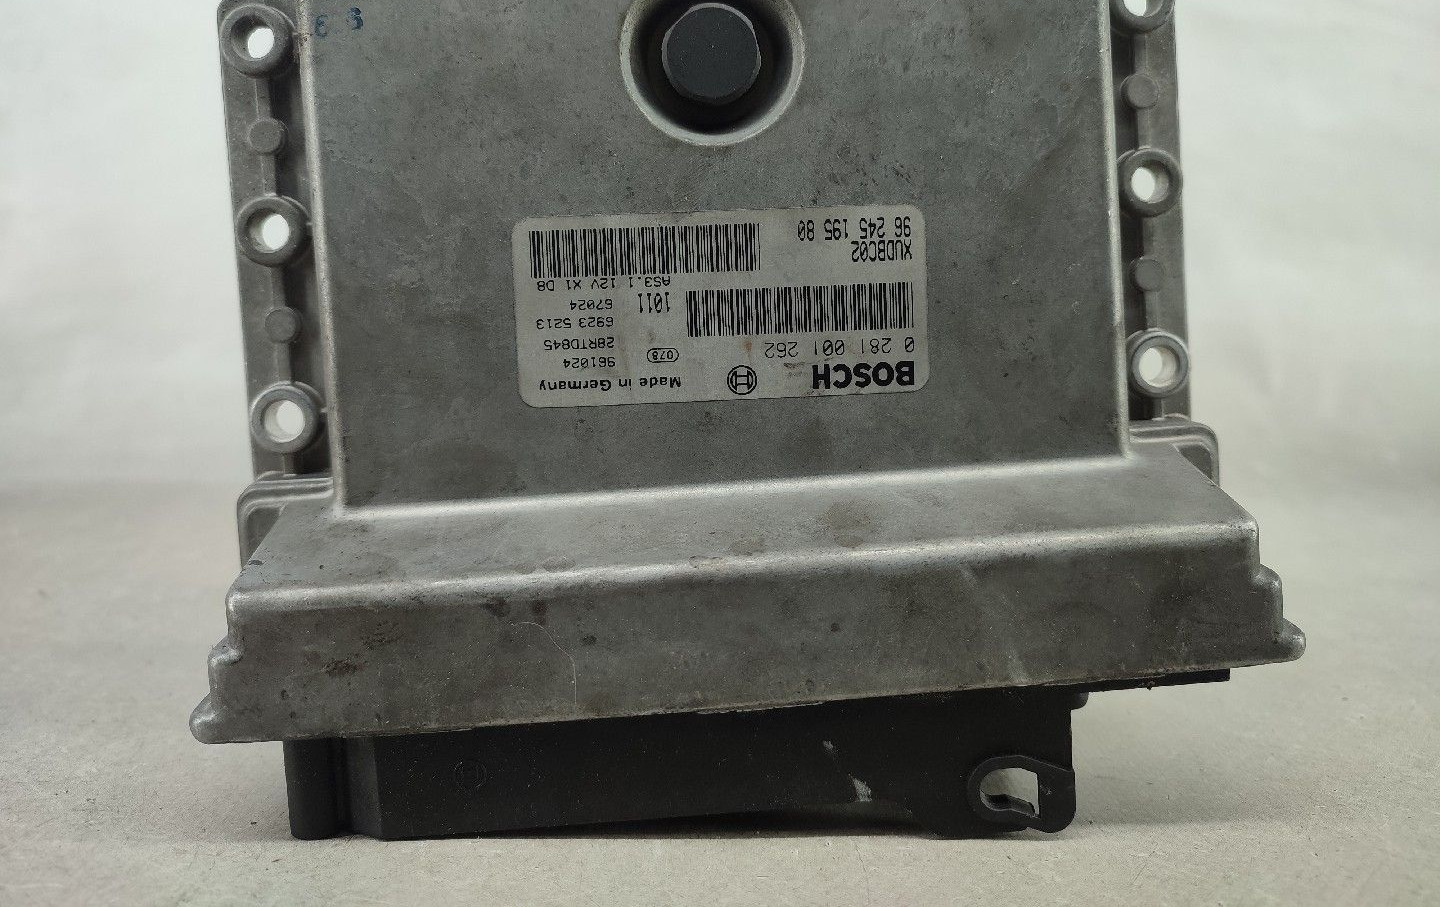 BOSCH
Made in Germany
0 281 001 262
078
961024
28RTD845
6923 5213
1011
67024
AS3.1 12V X1 D8
XUDBC02
96 245 195 80